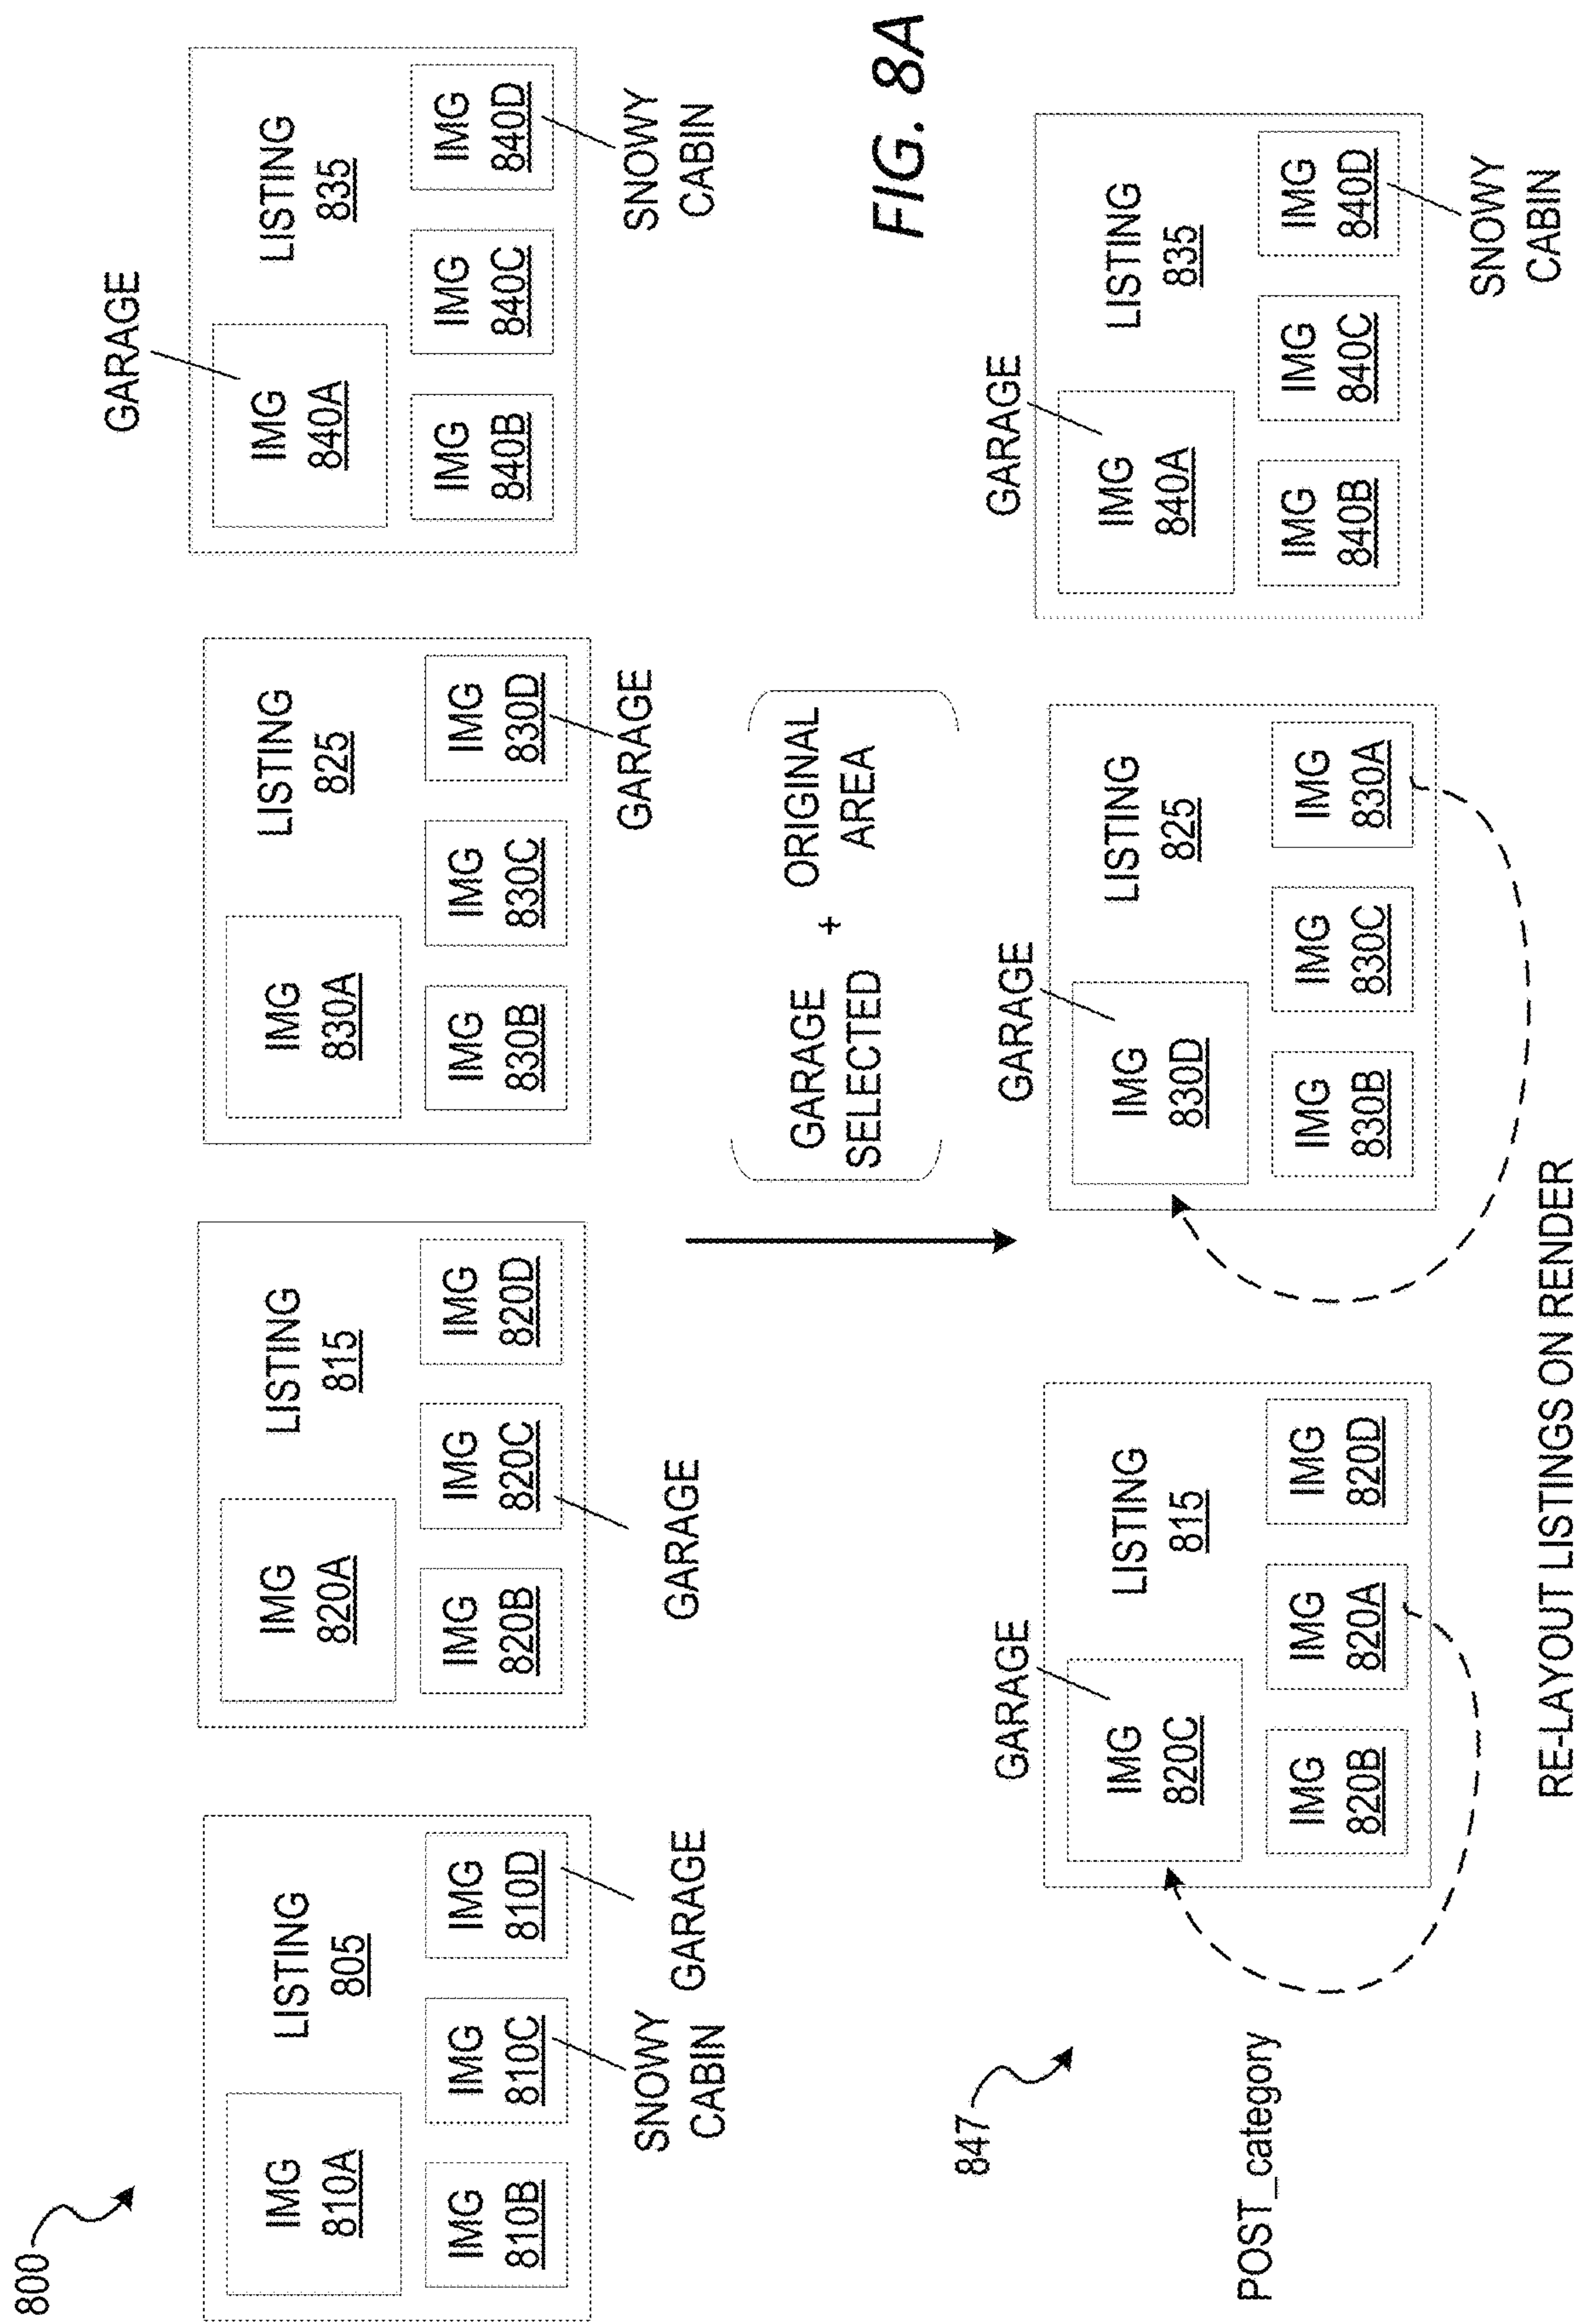 800
LISTING
805
IMG
810A
IMG
810B
IMG
810C
IMG
810D
SNOWY
CABIN
GARAGE
LISTING
815
IMG
820A
IMG
820B
IMG
820C
IMG
820D
GARAGE
LISTING
825
IMG
830A
IMG
830B
IMG
830C
IMG
830D
GARAGE
GARAGE
LISTING
835
IMG
840A
IMG
840B
IMG
840C
IMG
840D
SNOWY
CABIN
GARAGE
SELECTED
+
ORIGINAL
AREA
FIG. 8A
847
POST_category
GARAGE
LISTING
815
IMG
820C
IMG
820B
IMG
820A
IMG
820D
GARAGE
LISTING
825
IMG
830D
IMG
830B
IMG
830C
IMG
830A
GARAGE
LISTING
835
IMG
840A
IMG
840B
IMG
840C
IMG
840D
SNOWY
CABIN
RE-LAYOUT LISTINGS ON RENDER